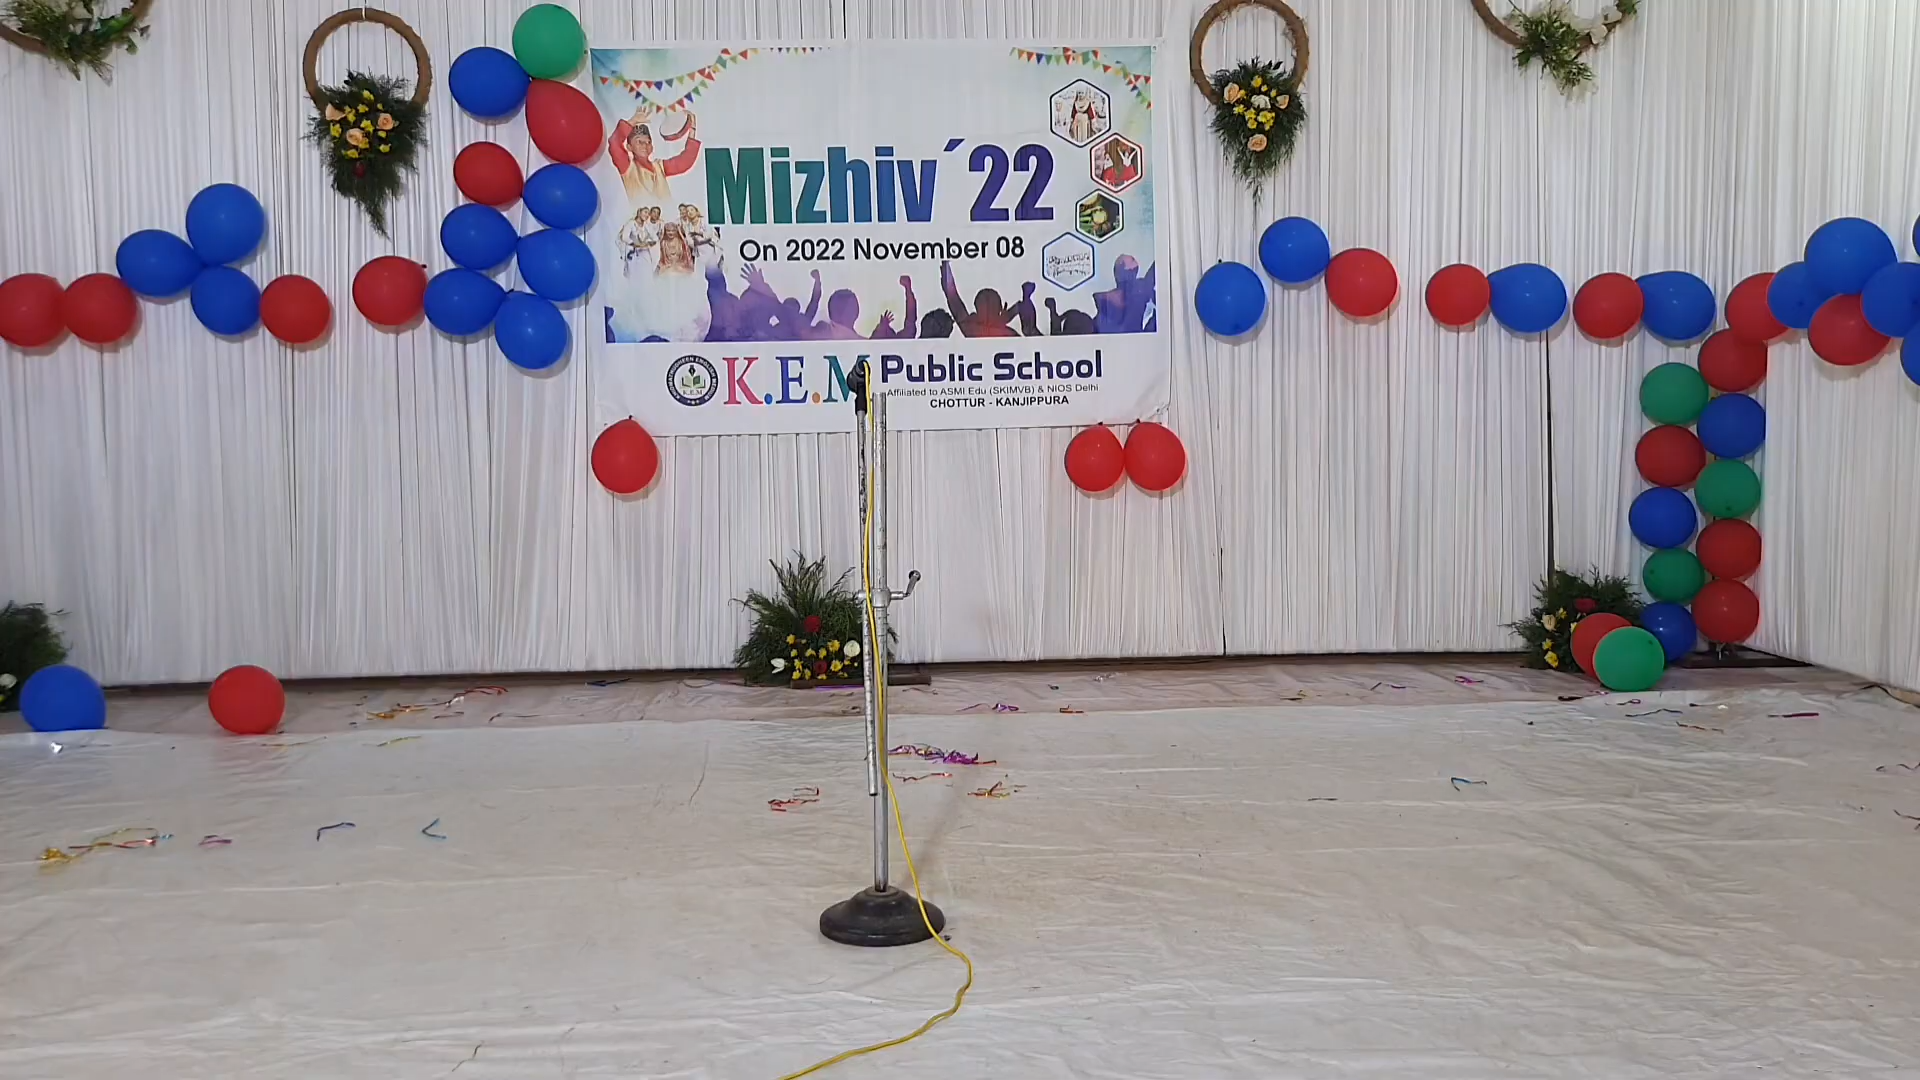 Mizhiv´22
On 2022 November 08
K.E.M Public School
Affiliated to ASMI Edu (SKIMVB) & NIOS Delhi
CHOTTUR - KANJIPPURA
K.E.M